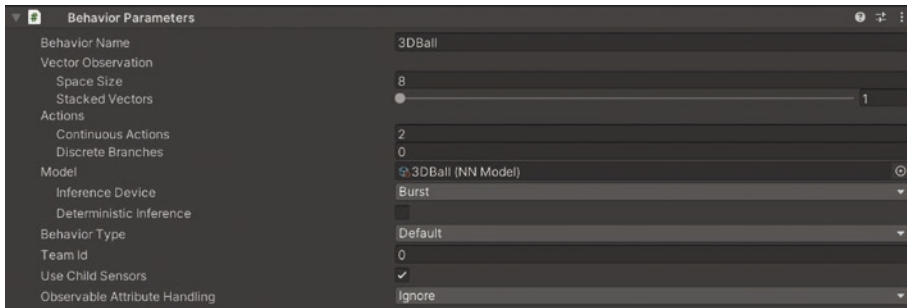 Behavior Parameters
Behavior Name 3DBall
Vector Observation
Space Size 8
Stacked Vectors 1
Actions
Continuous Actions 2
Discrete Branches 0
Model 3DBall (NN Model)
Inference Device Burst
Deterministic Inference
Behavior Type Default
Team Id 0
Use Child Sensors
Observable Attribute Handling Ignore